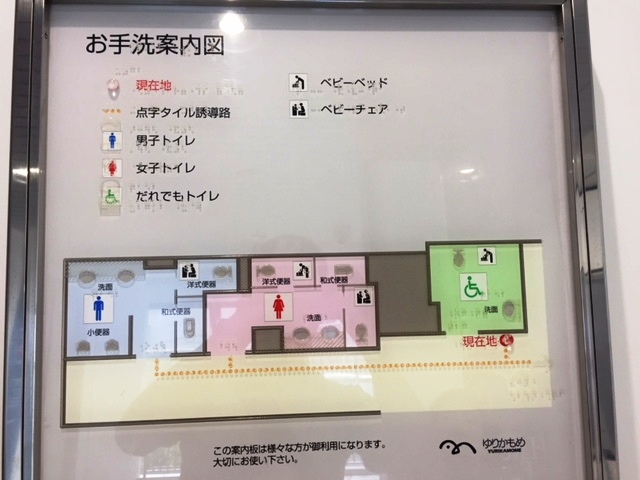 お手洗案内図
現在地
点字タイル誘導路
男子トイレ
女子トイレ
だれでもトイレ
ベビーベッド
ベビーチェア
洗面
洋式便器
和式便器
小便器
洋式便器
和式便器
洗面
洗面
現在地
この案内板は様々な方が御利用になります。
大切にお使い下さい。
ゆりかもめ
YURIKAMOME